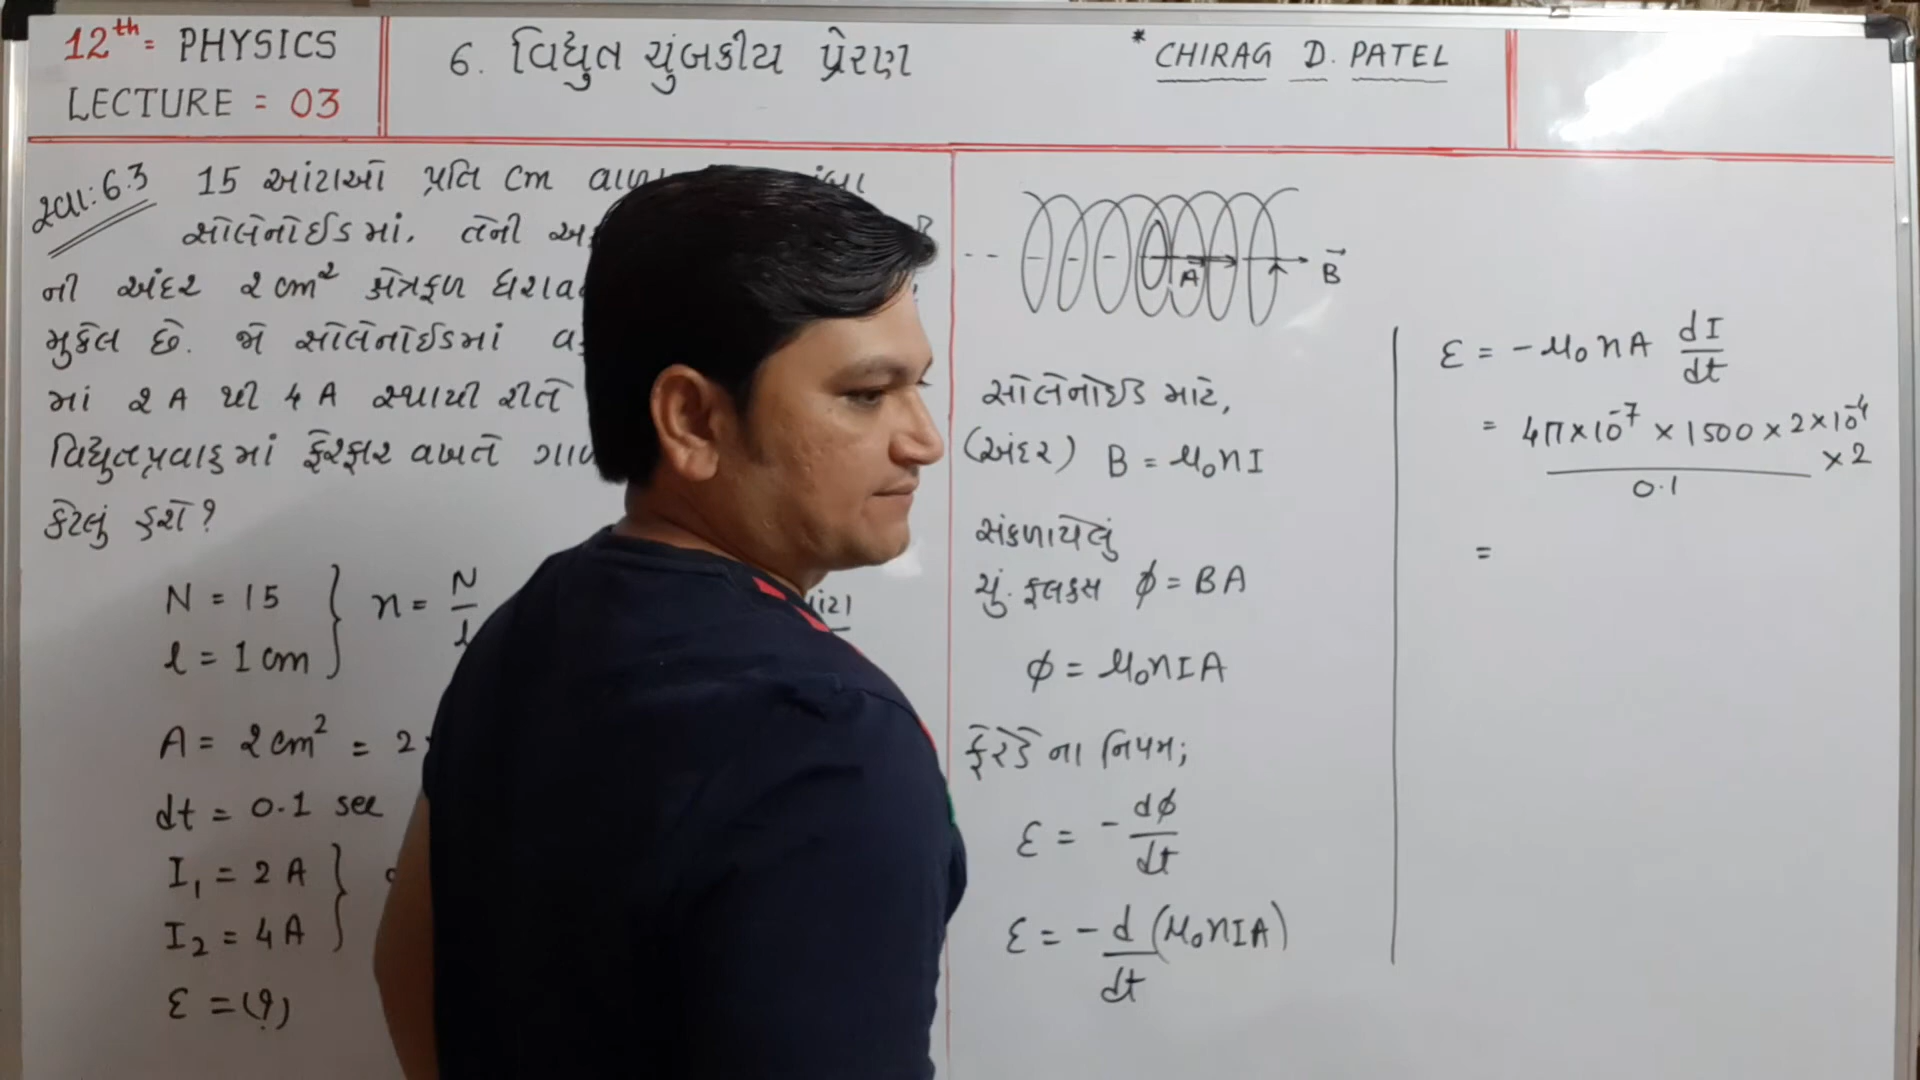 12th = PHYSICS
LECTURE = 03
6. વિદ્યુત ચુંબકીય પ્રેરણ
* CHIRAG D. PATEL
સ્વા: 6.3 15 આંટાઓ પ્રતિ cm
સોલેનોઈડમાં, તેની
ની અંદર 2 cm² ક્ષેત્રફળ
મુકેલ છે. જો સોલેનોઈડમાં
માં 2 A થી 4 A સ્થાયી રીતે
વિદ્યુતપ્રવાહમાં ફેરફાર વખતે
કેટલું હશે?
N = 15
l = 1 cm
n = N/l
A = 2 cm² = 2
dt = 0.1 sec
I₁ = 2 A
I₂ = 4 A
ε = (?)
A
B
સોલેનોઈડ માટે,
(અંદર) B = μ₀nI
સંકળાયેલું
ચું. ફલક્સ ϕ = BA
ϕ = μ₀nIA
ફેરેડે ના નિયમ;
ε = - dϕ/dt
ε = - d/dt (μ₀nIA)
ε = - μ₀nA dI/dt
= 4π×10⁻⁷ × 1500 × 2×10⁻⁴ × 2
0.1
=